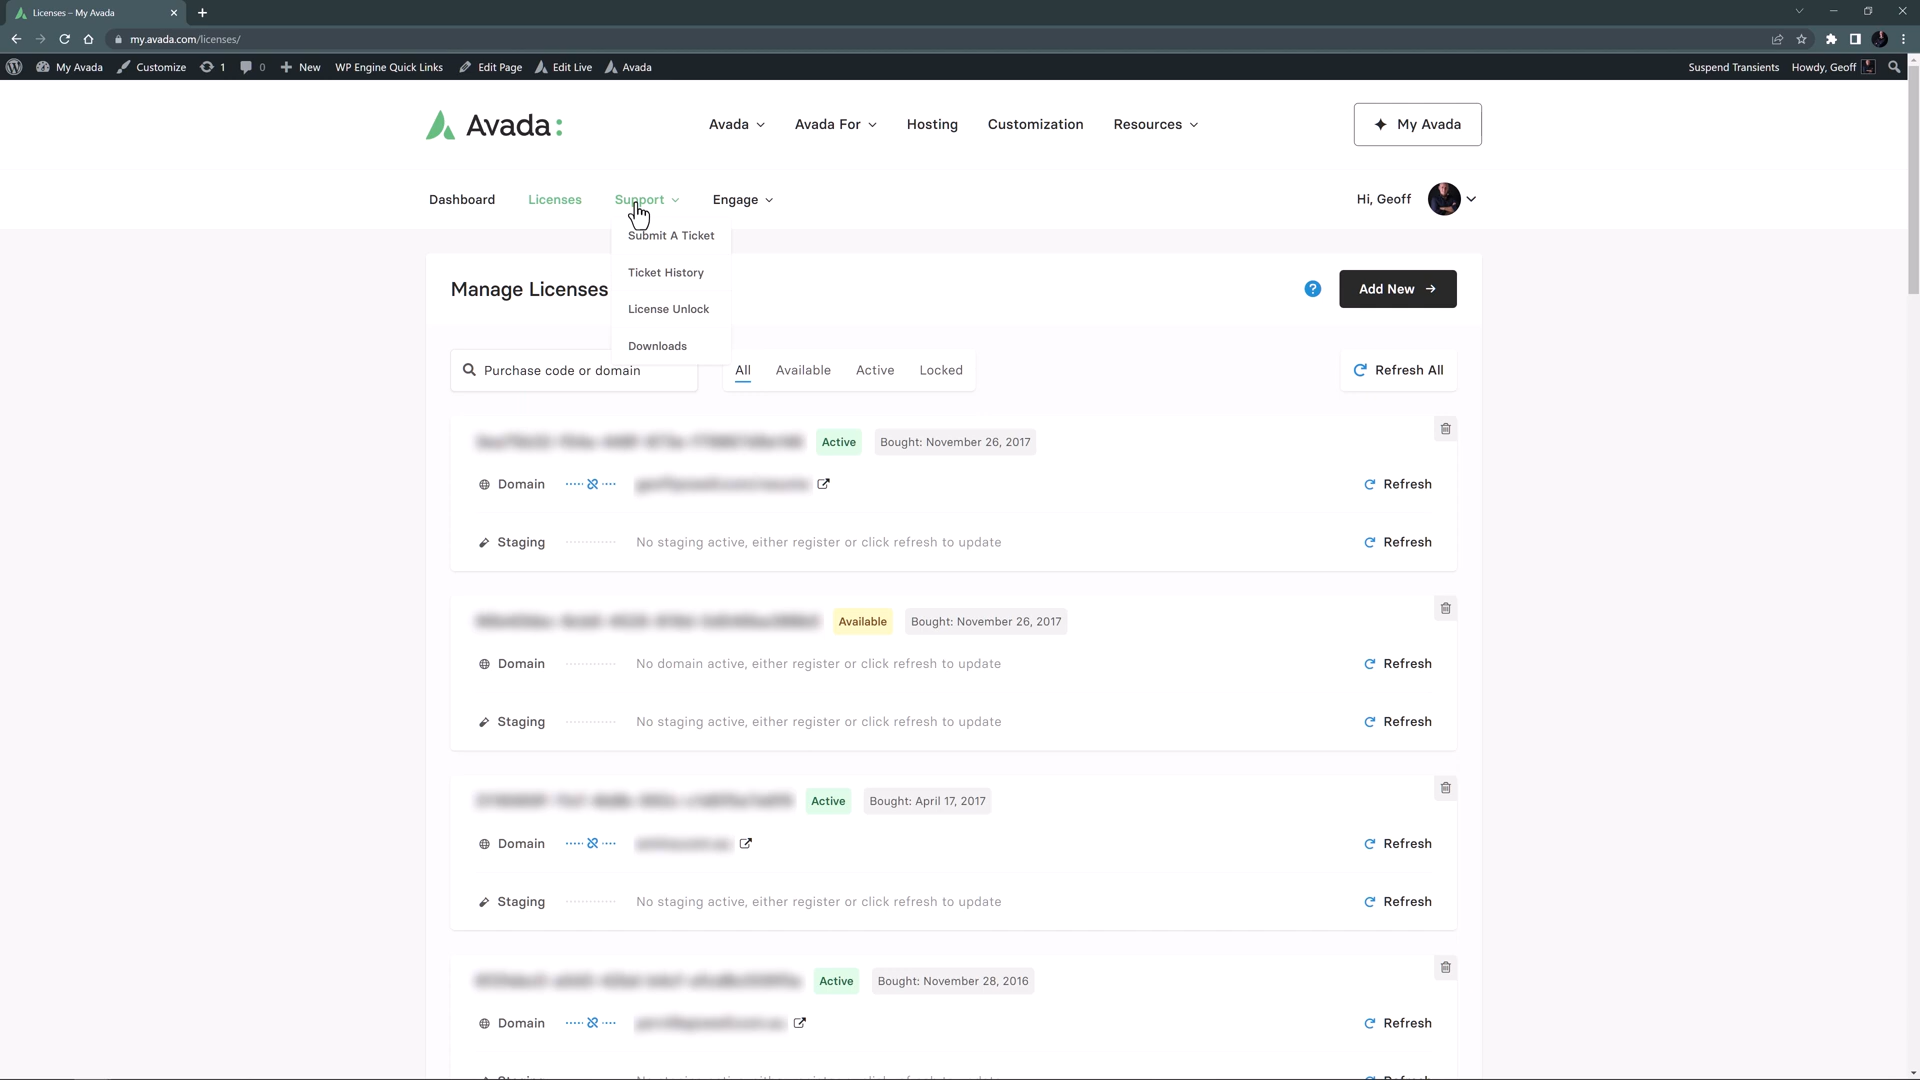 Licenses – My Avada
my.avada.com/licenses/
My Avada Customize 1 0 New WP Engine Quick Links Edit Page Edit Live Avada Suspend Transients Howdy, Geoff
Avada: Avada Avada For Hosting Customization Resources My Avada
Dashboard Licenses Support Engage Hi, Geoff
Submit A Ticket
Ticket History
License Unlock
Downloads
Manage Licenses ? Add New
Purchase code or domain All Available Active Locked Refresh All
Active Bought: November 26, 2017
Domain Refresh
Staging No staging active, either register or click refresh to update Refresh
Available Bought: November 26, 2017
Domain No domain active, either register or click refresh to update Refresh
Staging No staging active, either register or click refresh to update Refresh
Active Bought: April 17, 2017
Domain Refresh
Staging No staging active, either register or click refresh to update Refresh
Active Bought: November 28, 2016
Domain Refresh